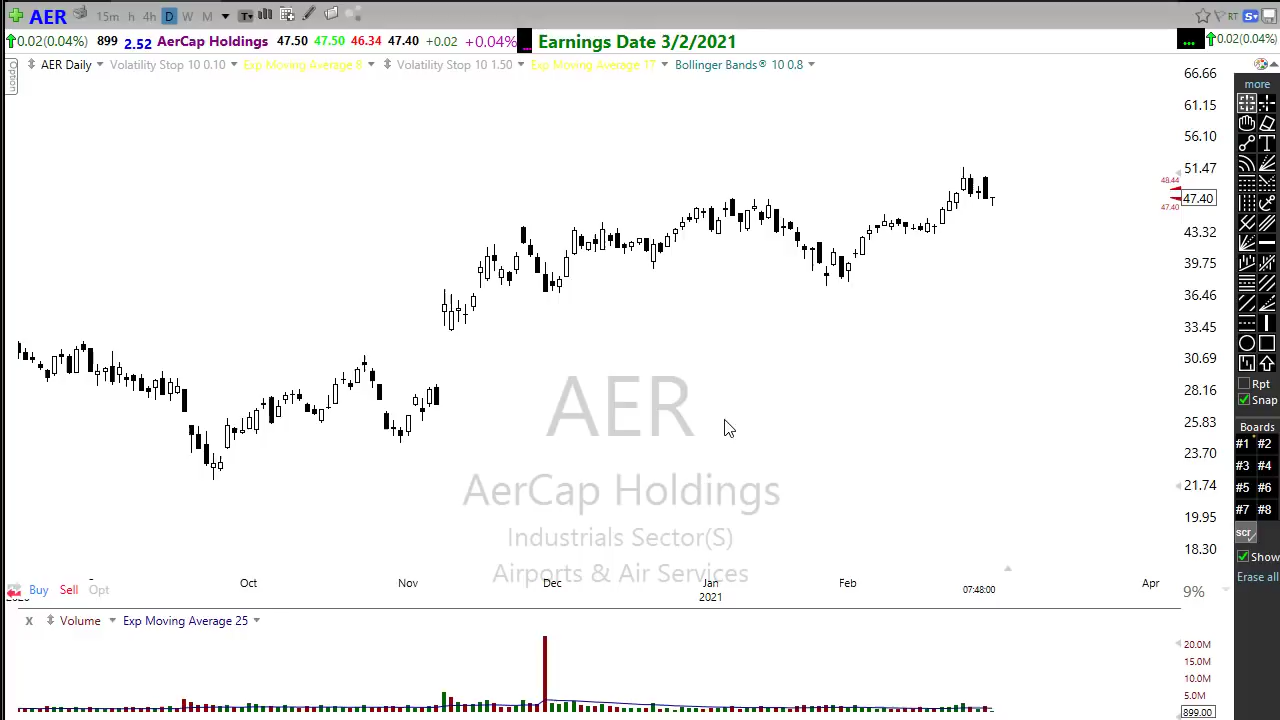 AER 15m h 4h D W M T RT S
0.02(0.04%) 899 2.52 AerCap Holdings 47.50 47.50 46.34 47.40 +0.02 +0.04% ... Earnings Date 3/2/2021 ... 0.02(0.04%)
Option AER Daily Volatility Stop 10 0.10 Exp Moving Average 8 Volatility Stop 10 1.50 Exp Moving Average 17 Bollinger Bands® 10 0.8
66.66
more
61.15
56.10
51.47
48.44
47.40
47.40
43.32
39.75
36.46
33.45
30.69
Rpt
28.16
Snap
25.83
Boards
#1 #2
23.70
#3 #4
21.74
#5 #6
#7 #8
19.95
scr
18.30
Show
Erase all
AER
AerCap Holdings
Industrials Sector(S)
Airports & Air Services
Oct Nov Dec Jan Feb Apr
2021
Buy Sell Opt
07:48:00
9%
x Volume Exp Moving Average 25
20.0M
15.0M
10.0M
5.0M
899.00